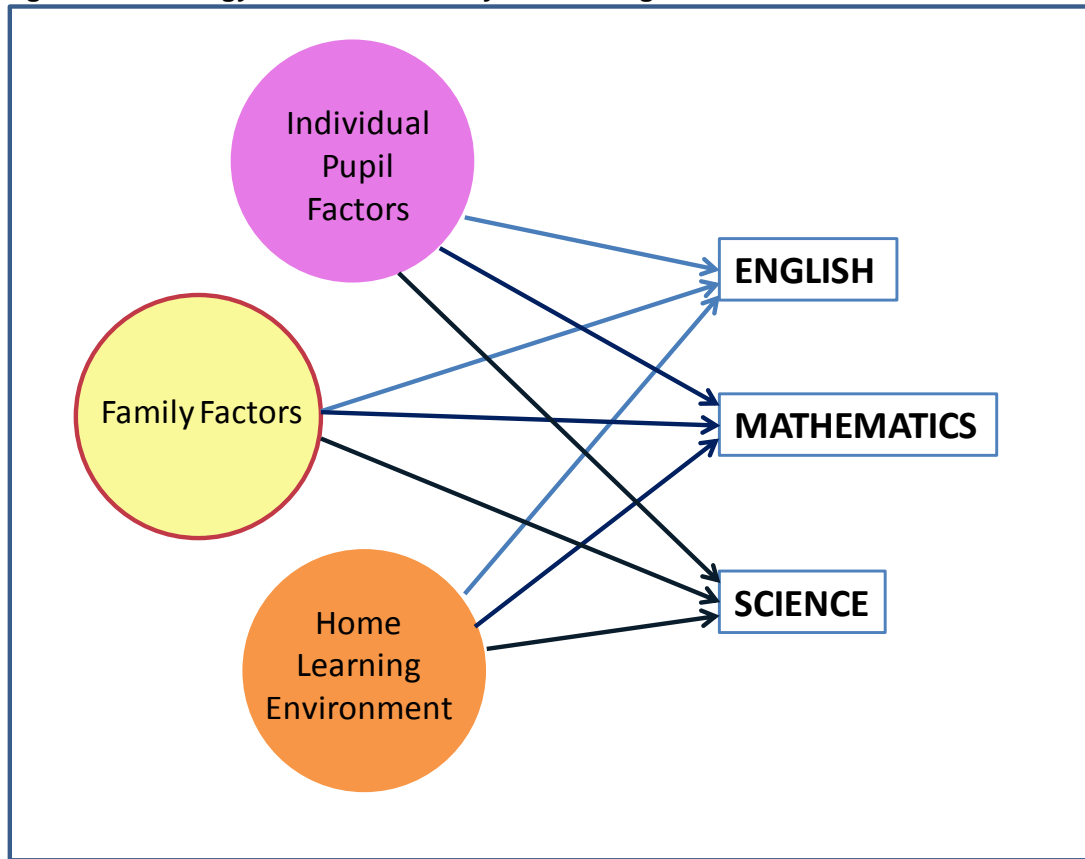 Individual
Pupil
Factors
ENGLISH
Family Factors
MATHEMATICS
Home
Learning
Environment
SCIENCE